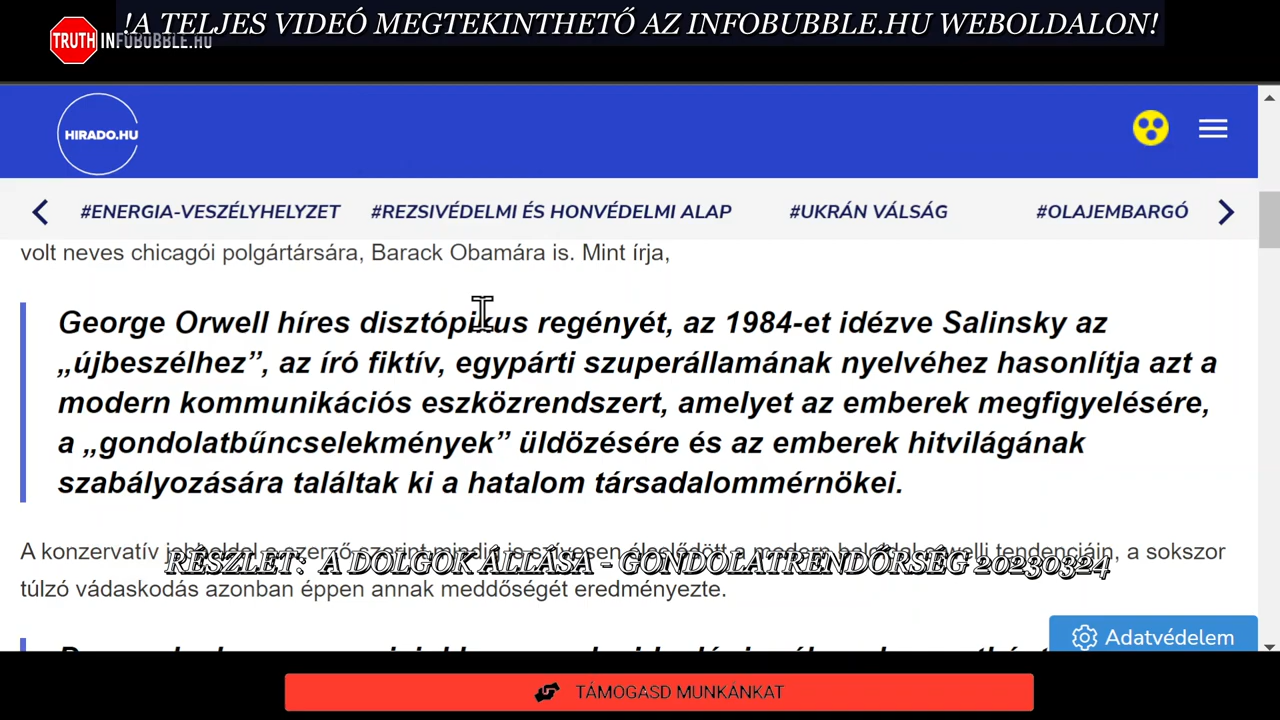 !A TELJES VIDEÓ MEGTEKINTHETŐ AZ INFOBUBBLE.HU WEBOLDALON!
TRUTH INFOBUBBLE.HU
HIRADO.HU
#ENERGIA-VESZÉLYHELYZET #REZSIVÉDELMI ÉS HONVÉDELMI ALAP #UKRÁN VÁLSÁG #OLAJEMBARGÓ
volt neves chicagói polgártársára, Barack Obamára is. Mint írja,
George Orwell híres disztópikus regényét, az 1984-et idézve Salinsky az
„újbeszélhez”, az író fiktív, egypárti szuperállamának nyelvéhez hasonlítja azt a
modern kommunikációs eszközrendszert, amelyet az emberek megfigyelésére,
a „gondolatbűncselekmények” üldözésére és az emberek hitvilágának
szabályozására találtak ki a hatalom társadalommérnökei.
A konzervatív a sokszor
RÉSZLET: A DOLGOK ÁLLÁSA - GONDOLATRENDŐRSÉG 20230324
túlzó vádaskodás azonban éppen annak meddőségét eredményezte.
Adatvédelem
TÁMOGASD MUNKÁNKAT